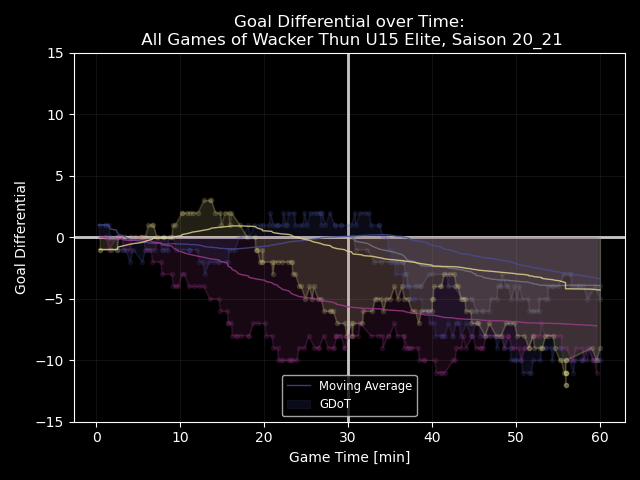 Goal Differential over Time:
All Games of Wacker Thun U15 Elite, Saison 20_21
Goal Differential
15
10
5
0
−5
−10
−15
Moving Average
GDoT
0 10 20 30 40 50 60
Game Time [min]